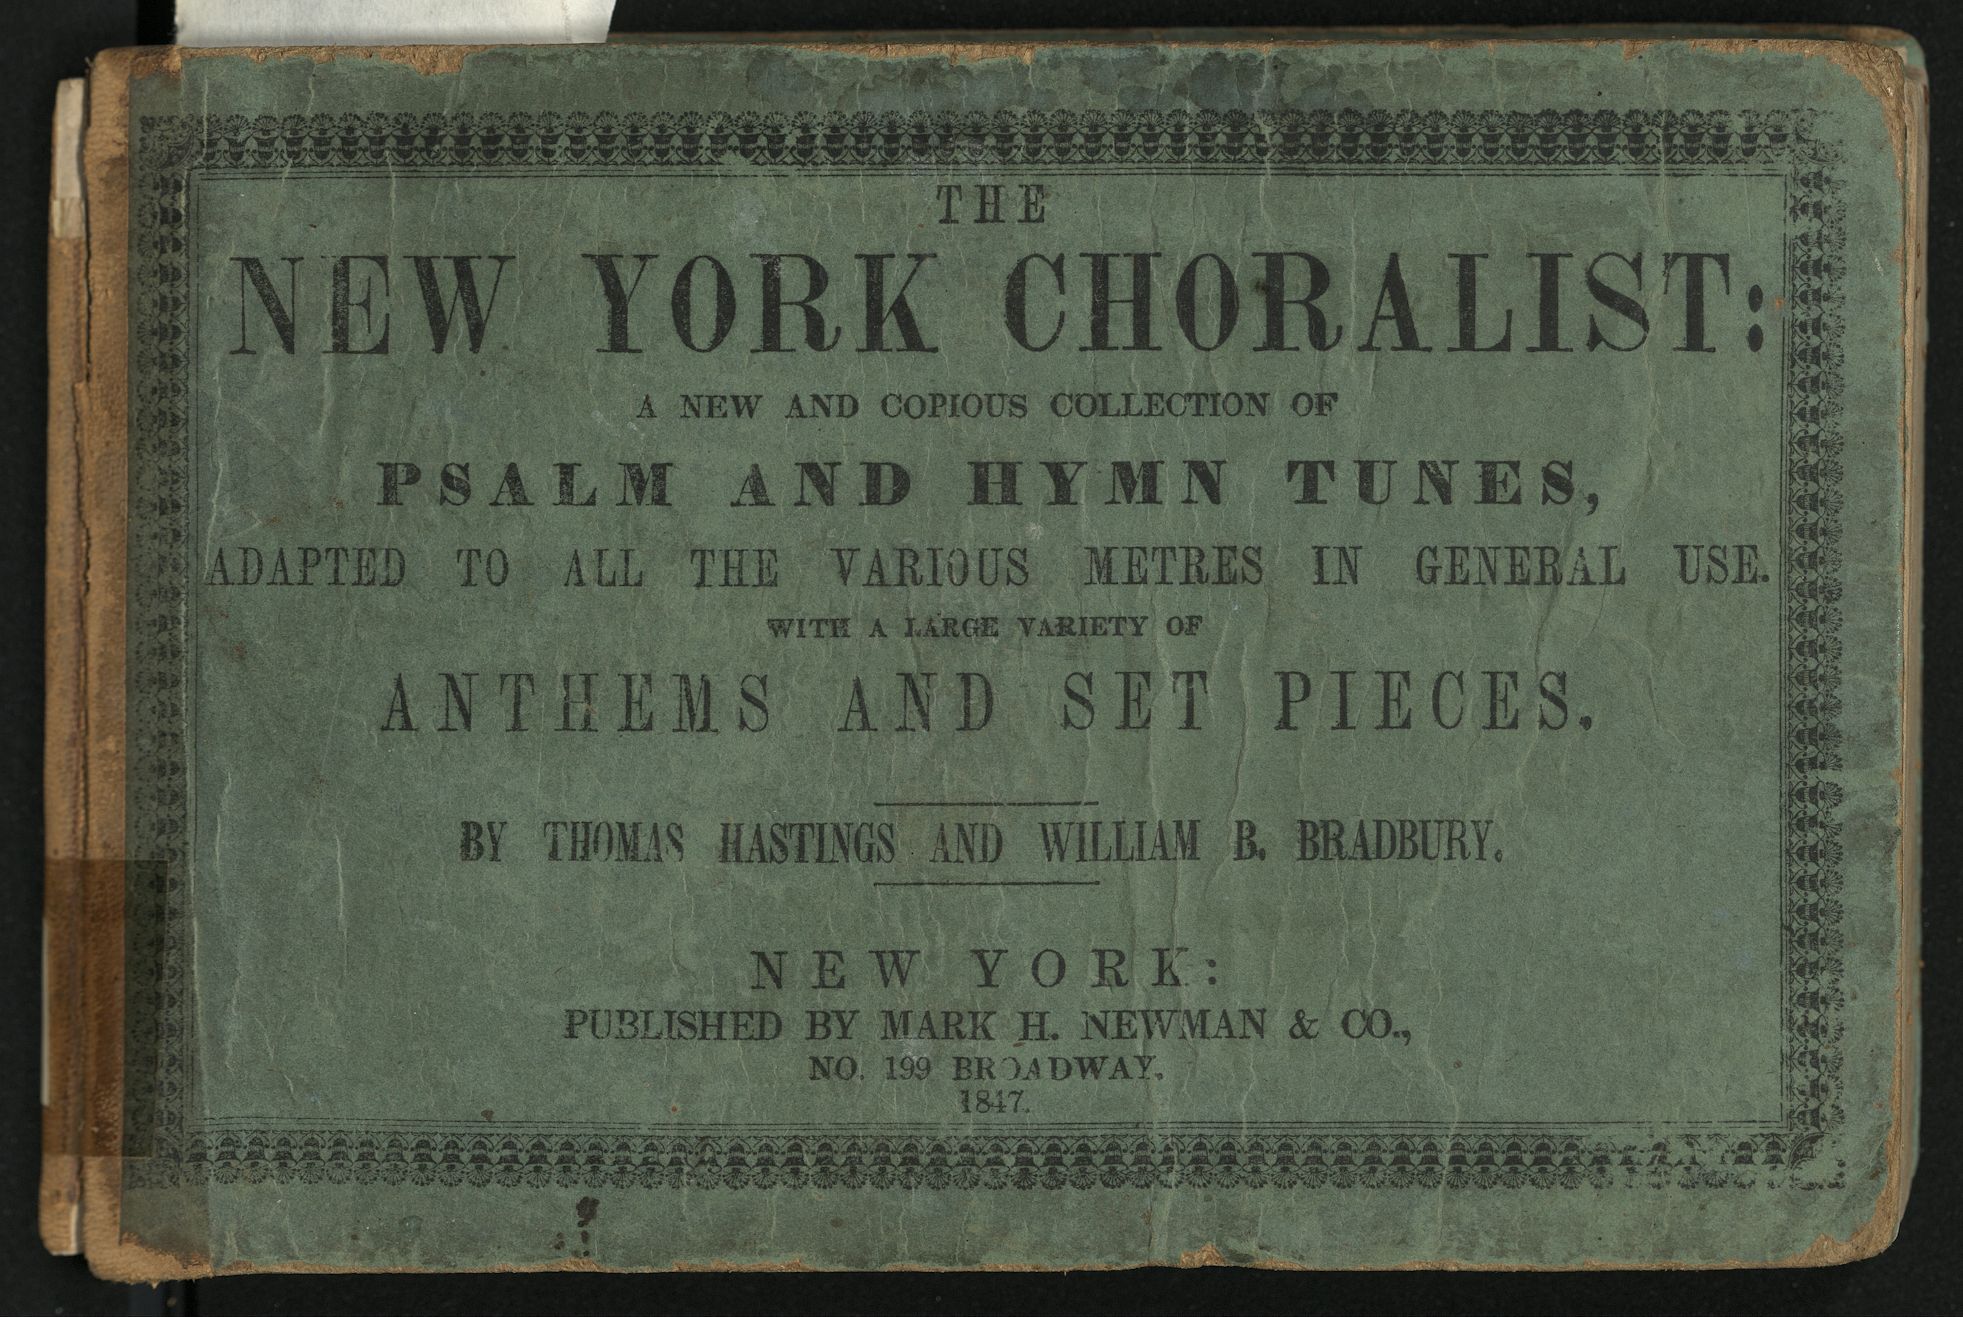 THE
NEW YORK CHORALIST:
A NEW AND COPIOUS COLLECTION OF
PSALM AND HYMN TUNES,
ADAPTED TO ALL THE VARIOUS METRES IN GENERAL USE.
WITH A LARGE VARIETY OF
ANTHEMS AND SET PIECES.
BY THOMAS HASTINGS AND WILLIAM B. BRADBURY.
NEW YORK:
PUBLISHED BY MARK H. NEWMAN & CO.,
NO. 199 BROADWAY.
1847.